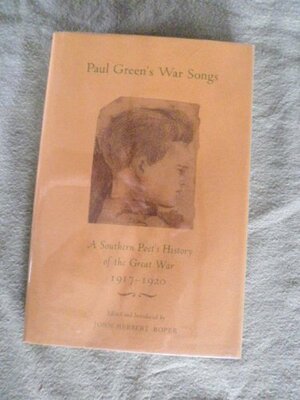 Paul Green's War Songs
A Southern Poet's History
of the Great War
1917-1920
Edited and Introduced by
JOHN HERBERT ROPER